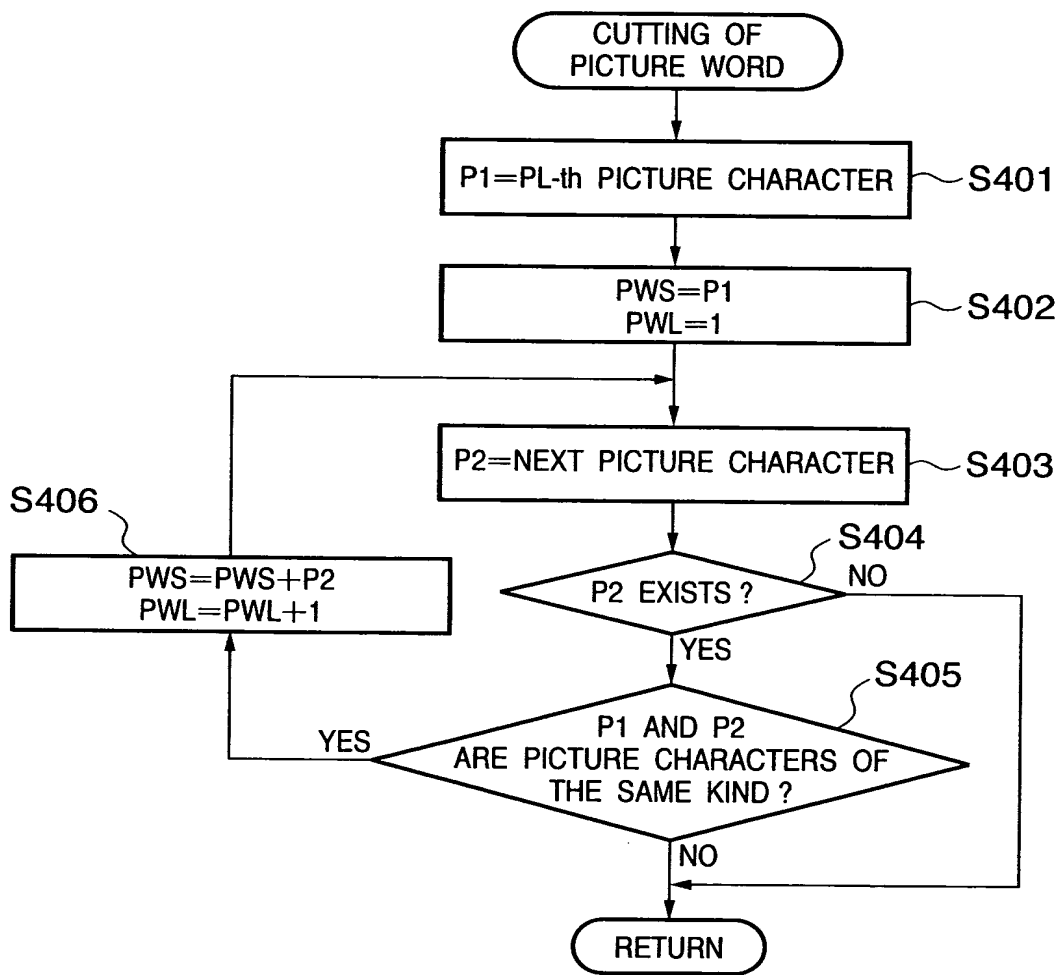 CUTTING OF
PICTURE WORD
P1=PL-th PICTURE CHARACTER
S401
PWS=P1
PWL=1
S402
P2=NEXT PICTURE CHARACTER
S403
S406
PWS=PWS+P2
PWL=PWL+1
S404
P2 EXISTS?
NO
YES
S405
P1 AND P2
ARE PICTURE CHARACTERS OF
THE SAME KIND?
YES
NO
RETURN